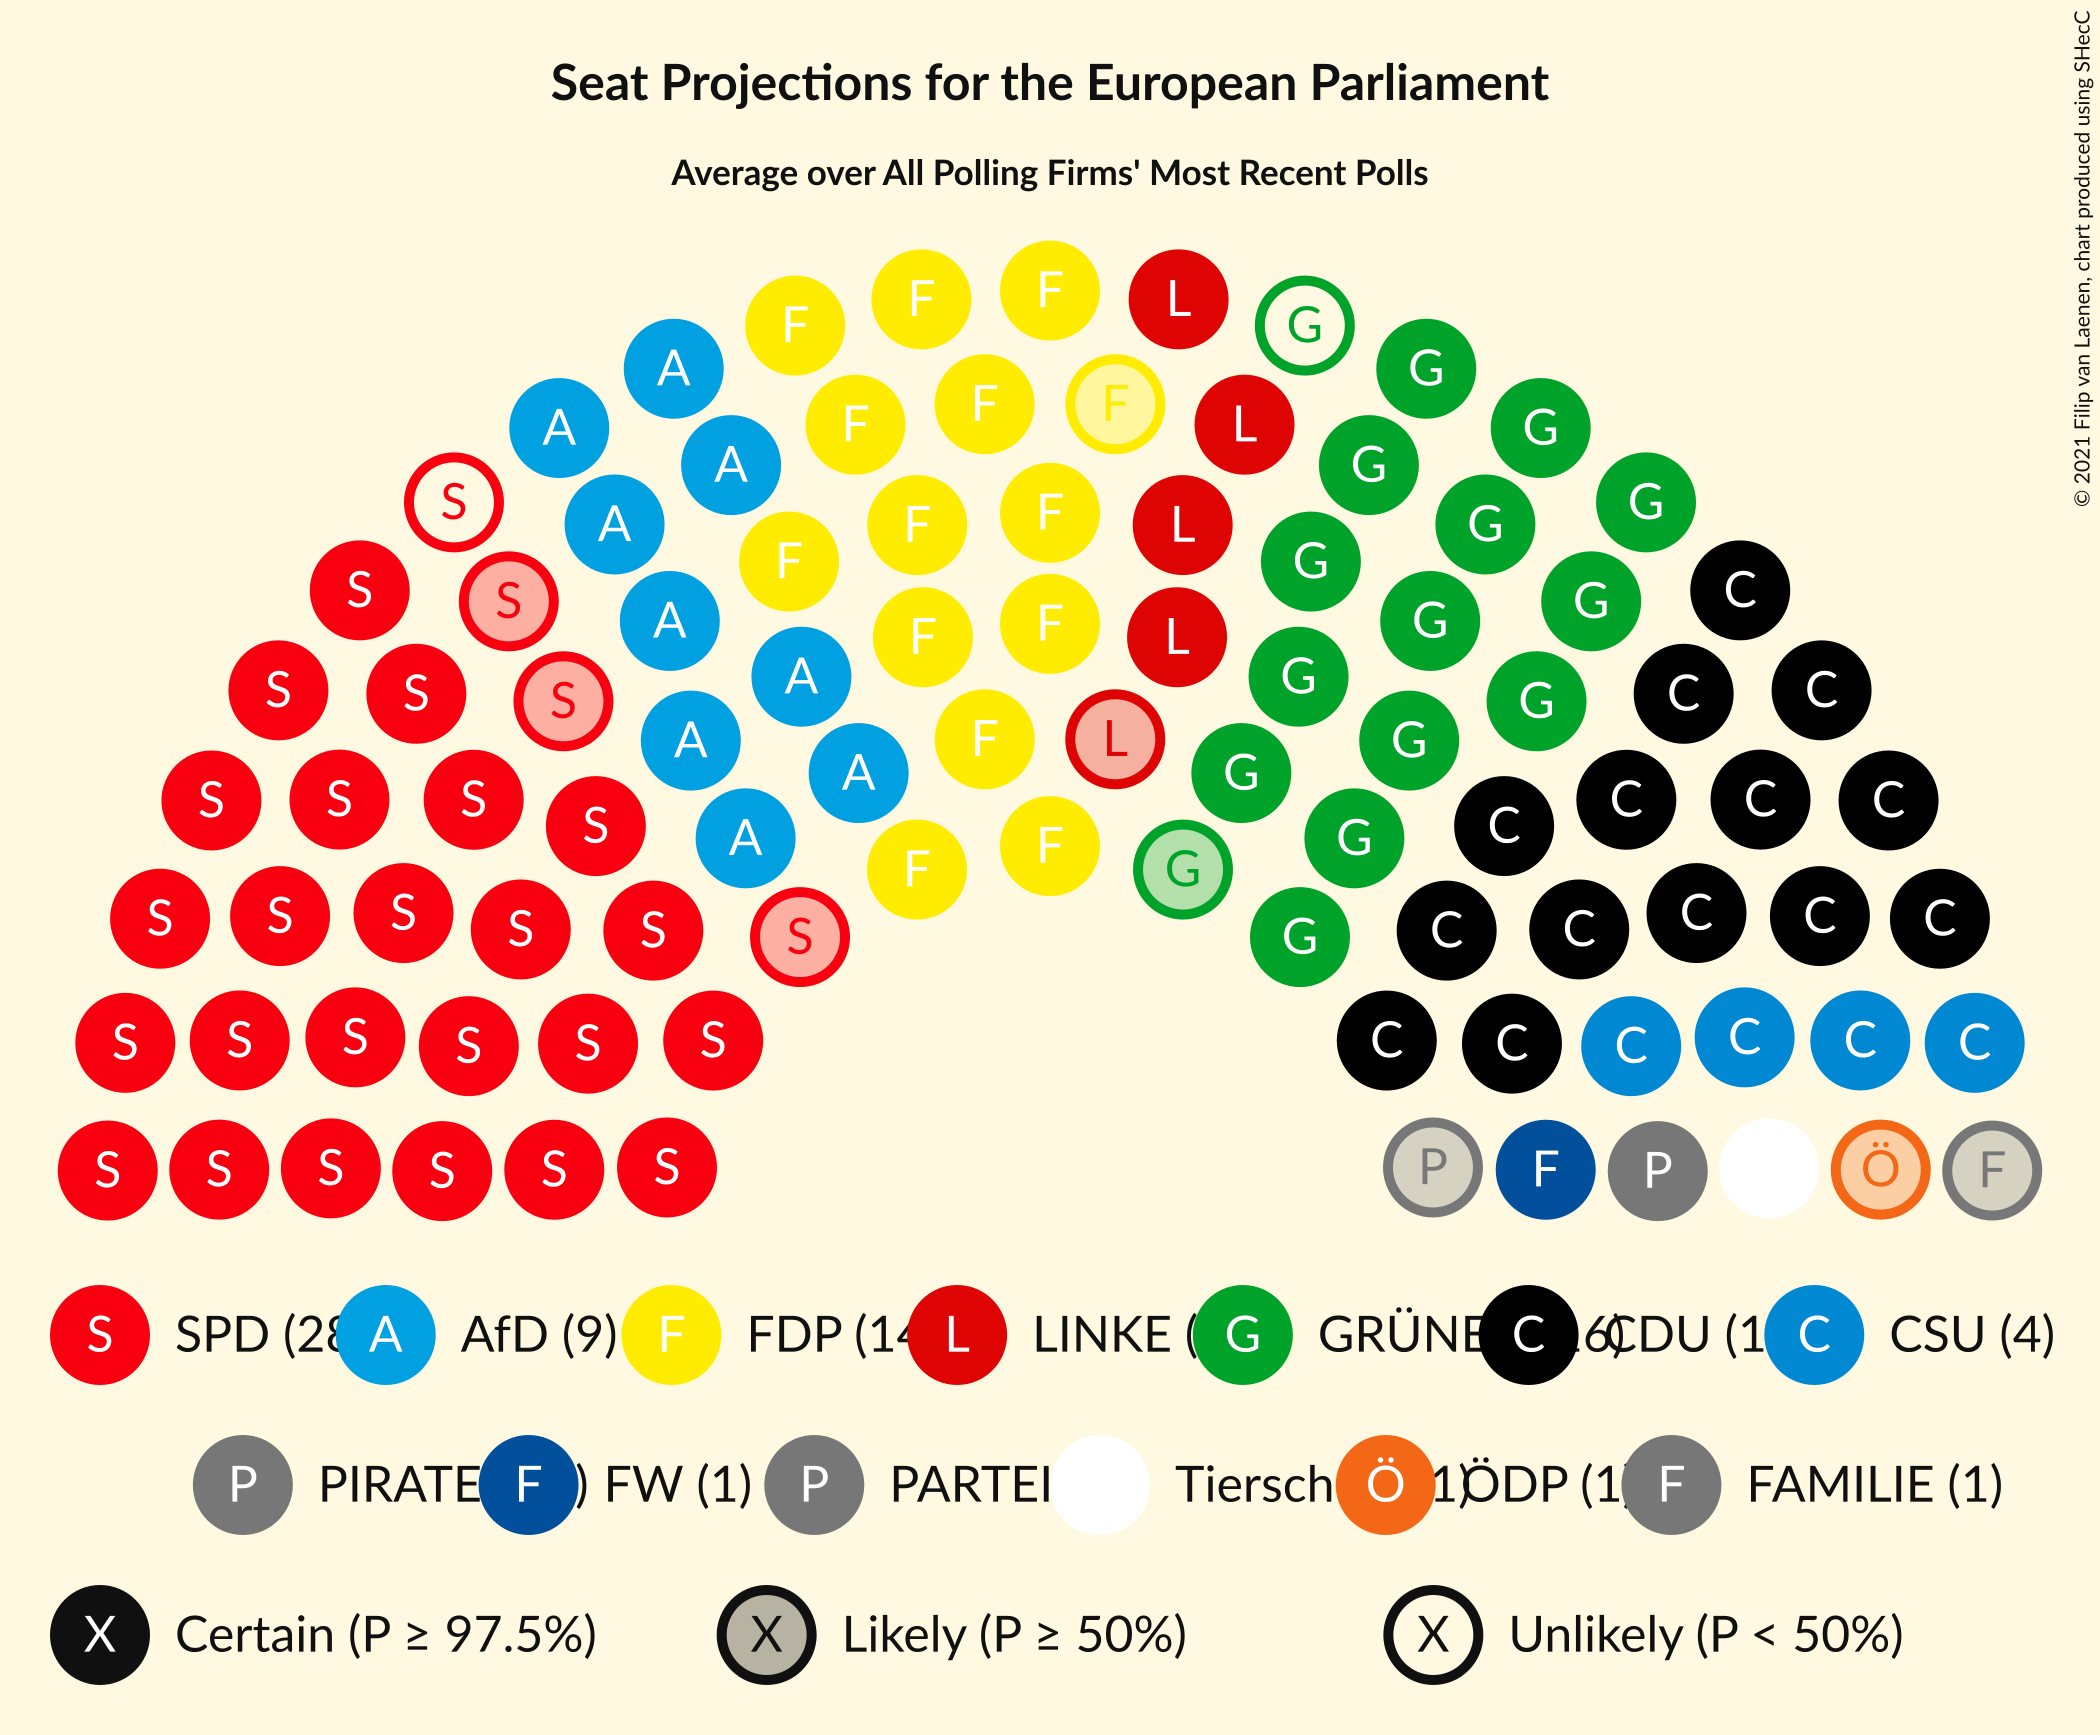 © 2021 Filip van Laenen, chart produced using SHecC
Seat Projections for the European Parliament
Average over All Polling Firms' Most Recent Polls
F F F L G
A G
A F F F L G
A G
S A F F L G G
F G
S S A F F L G G C
S S S A G G C C
A A F L G G
S S S S A F G C C C C
S S S S S S F G G C C C C C
S S S S S S C C C C C C
S S S S S S P F P Ö F
S SPD (28 A AfD (9) F FDP (14 L LINKE ( G GRÜNE C 6) CDU (1 C CSU (4)
P PIRATE F ) FW (1) P PARTEI Tiersch Ö 1) ÖDP (1) F FAMILIE (1)
X Certain (P ≥ 97.5%) X Likely (P ≥ 50%) X Unlikely (P < 50%)